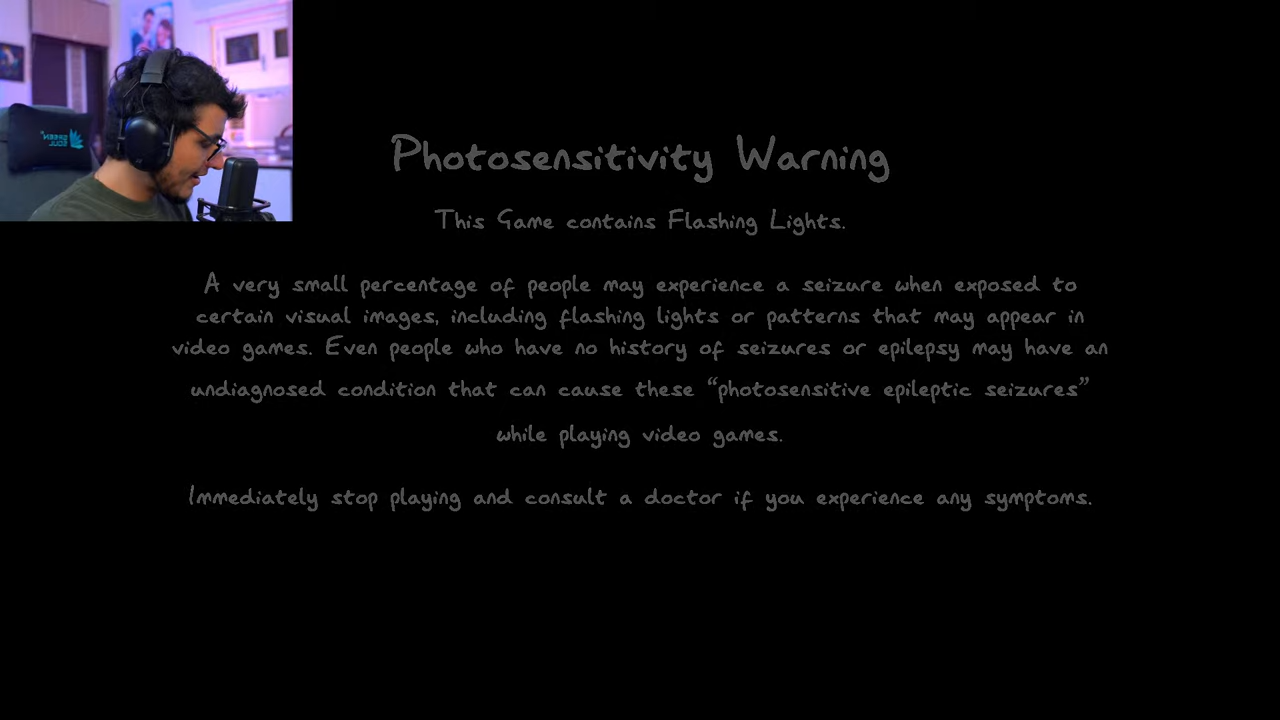 GREEN
SOUL
Photosensitivity Warning
This Game contains Flashing Lights.
A very small percentage of people may experience a seizure when exposed to
certain visual images, including flashing lights or patterns that may appear in
video games. Even people who have no history of seizures or epilepsy may have an
undiagnosed condition that can cause these “photosensitive epileptic seizures”
while playing video games.
Immediately stop playing and consult a doctor if you experience any symptoms.